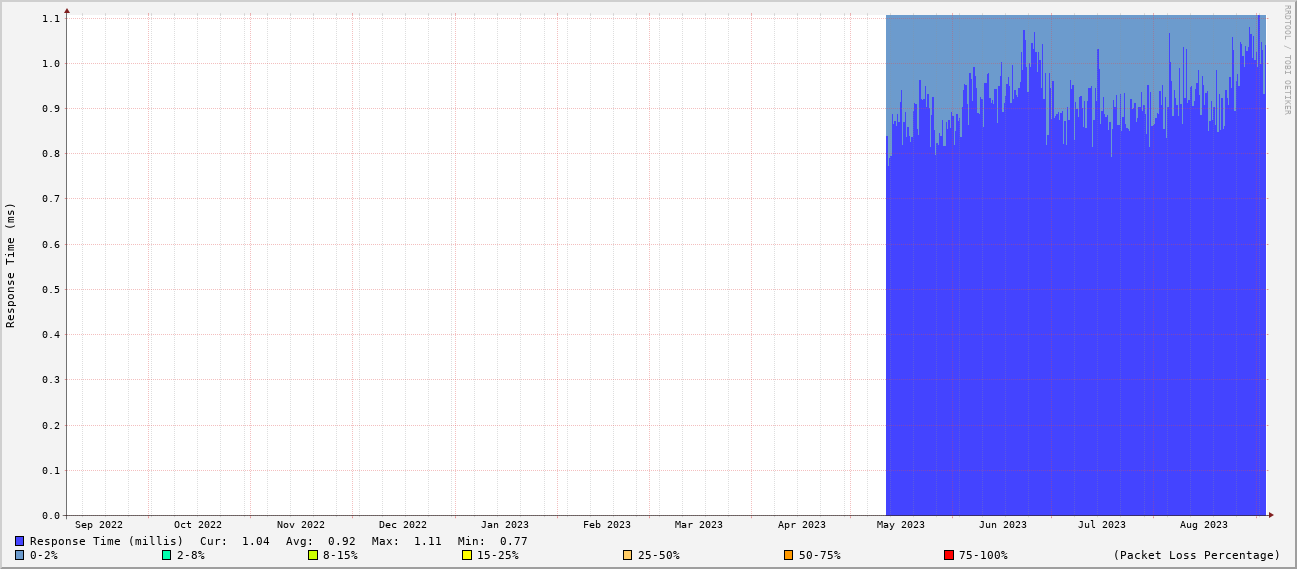 RRDTOOL / TOBI OETIKER
Response Time (ms)
1.1
1.0
0.9
0.8
0.7
0.6
0.5
0.4
0.3
0.2
0.1
0.0
Sep 2022 Oct 2022 Nov 2022 Dec 2022 Jan 2023 Feb 2023 Mar 2023 Apr 2023 May 2023 Jun 2023 Jul 2023 Aug 2023
Response Time (millis) Cur: 1.04 Avg: 0.92 Max: 1.11 Min: 0.77
0-2% 2-8% 8-15% 15-25% 25-50% 50-75% 75-100% (Packet Loss Percentage)